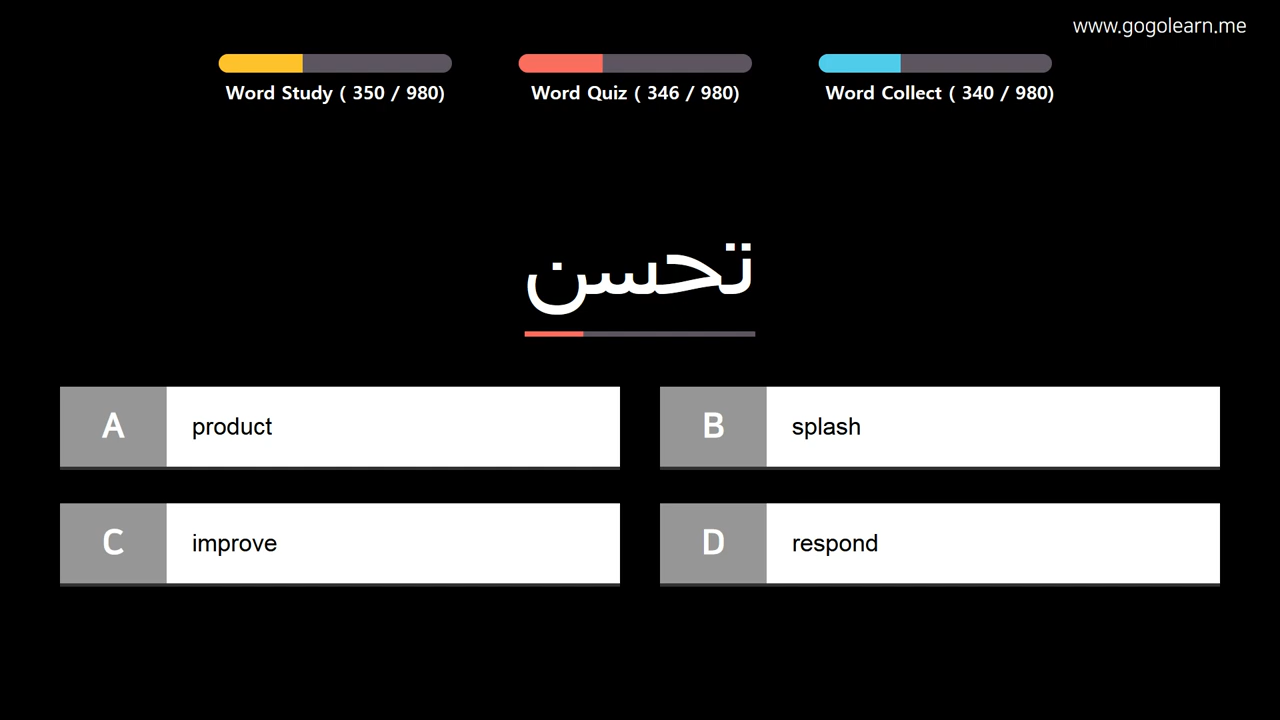 www.gogolearn.me
Word Study ( 350 / 980)
Word Quiz ( 346 / 980)
Word Collect ( 340 / 980)
تحسن
A product
B splash
C improve
D respond